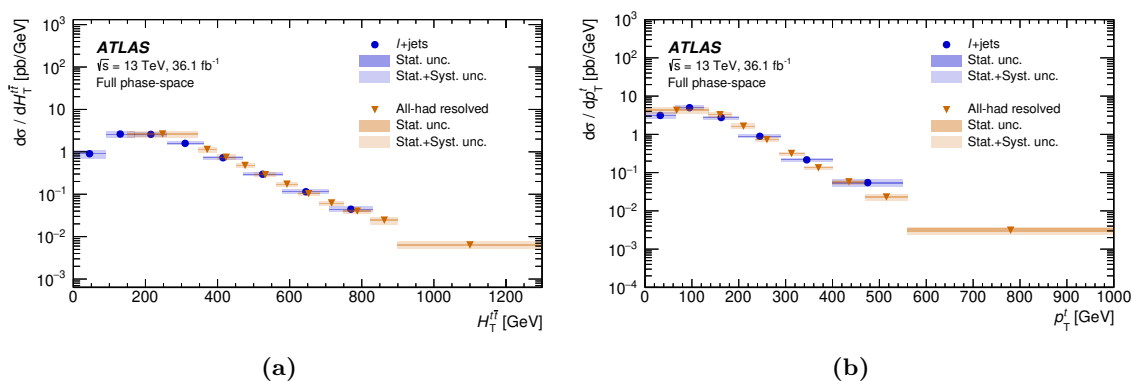 dσ / dH_T^{tt̄} [pb/GeV]
10³
10²
10
1
10⁻¹
10⁻²
10⁻³
ATLAS
√s = 13 TeV, 36.1 fb⁻¹
Full phase-space
l+jets
Stat. unc.
Stat.+Syst. unc.
All-had resolved
Stat. unc.
Stat.+Syst. unc.
0 200 400 600 800 1000 1200
H_T^{tt̄} [GeV]
(a)
dσ / dp_T^t [pb/GeV]
10³
10²
10
1
10⁻¹
10⁻²
10⁻³
10⁻⁴
ATLAS
√s = 13 TeV, 36.1 fb⁻¹
Full phase-space
l+jets
Stat. unc.
Stat.+Syst. unc.
All-had resolved
Stat. unc.
Stat.+Syst. unc.
0 100 200 300 400 500 600 700 800 900 1000
p_T^t [GeV]
(b)